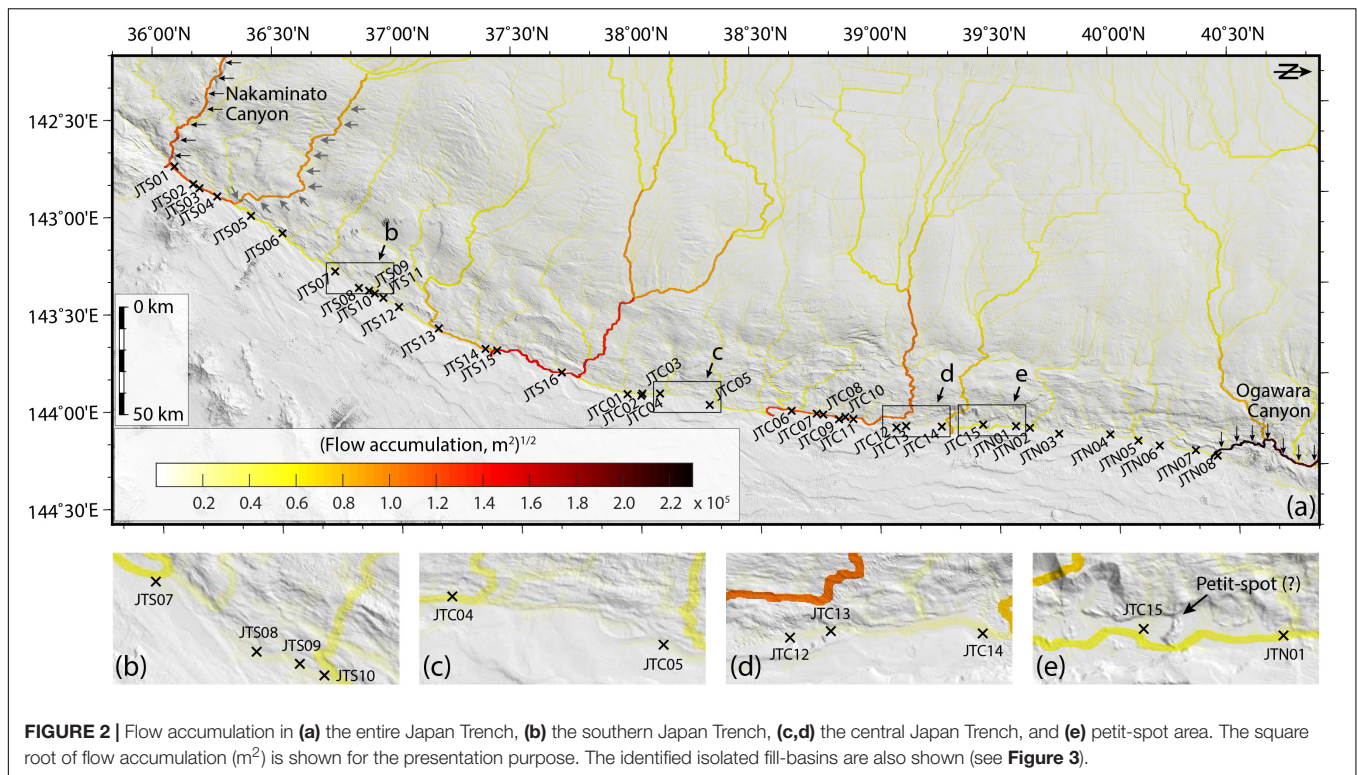 36°00'N 36°30'N 37°00'N 37°30'N 38°00'N 38°30'N 39°00'N 39°30'N 40°00'N 40°30'N
N
142°30'E
143°00'E
143°30'E
144°00'E
144°30'E
Nakaminato
Canyon
JTS01
JTS02
JTS03
JTS04
JTS05
JTS06
b
JTS07
JTS08
JTS09
JTS10
JTS11
JTS12
JTS13
JTS14
JTS15
JTS16
JTC01
JTC02
JTC03
JTC04
c
JTC05
JTC06
JTC07
JTC08
JTC09
JTC10
JTC11
JTC12
JTC13
d
JTC14
JTC15
e
JTN01
JTN02
JTN03
JTN04
JTN05
JTN06
JTN07
JTN08
Ogawara
Canyon
0 km
50 km
(Flow accumulation, m²)¹/²
0.2 0.4 0.6 0.8 1.0 1.2 1.4 1.6 1.8 2.0 2.2 x 10⁵
(a)
JTS07
JTS08
JTS09
JTS10
(b)
JTC04
JTC05
(c)
JTC13
JTC12
JTC14
(d)
Petit-spot (?)
JTC15
JTN01
(e)
FIGURE 2 | Flow accumulation in (a) the entire Japan Trench, (b) the southern Japan Trench, (c,d) the central Japan Trench, and (e) petit-spot area. The square
root of flow accumulation (m²) is shown for the presentation purpose. The identified isolated fill-basins are also shown (see Figure 3).